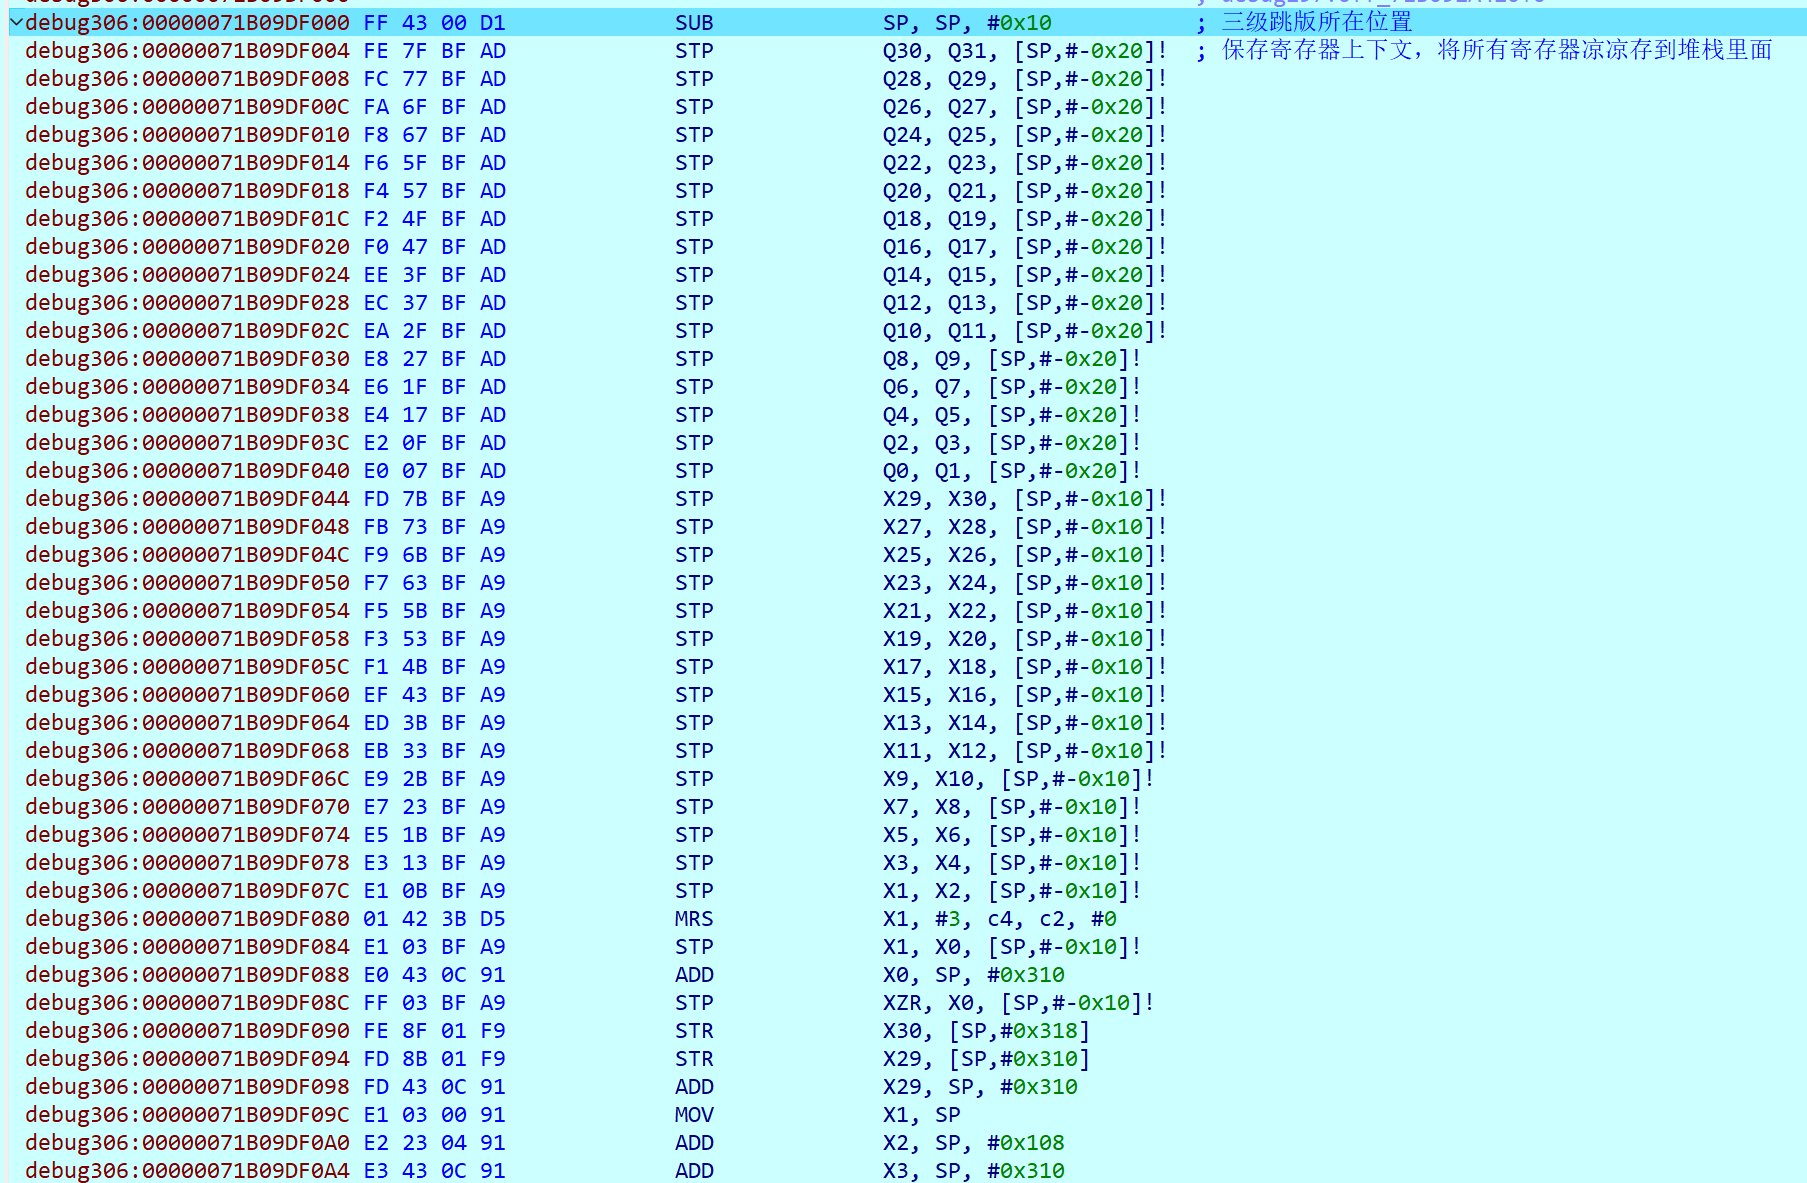 debug306:00000071B09DF000 FF 43 00 D1 SUB SP, SP, #0x10 ; 三级跳版所在位置
debug306:00000071B09DF004 FE 7F BF AD STP Q30, Q31, [SP,#-0x20]! ; 保存寄存器上下文，将所有寄存器凉凉存到堆栈里面
debug306:00000071B09DF008 FC 77 BF AD STP Q28, Q29, [SP,#-0x20]!
debug306:00000071B09DF00C FA 6F BF AD STP Q26, Q27, [SP,#-0x20]!
debug306:00000071B09DF010 F8 67 BF AD STP Q24, Q25, [SP,#-0x20]!
debug306:00000071B09DF014 F6 5F BF AD STP Q22, Q23, [SP,#-0x20]!
debug306:00000071B09DF018 F4 57 BF AD STP Q20, Q21, [SP,#-0x20]!
debug306:00000071B09DF01C F2 4F BF AD STP Q18, Q19, [SP,#-0x20]!
debug306:00000071B09DF020 F0 47 BF AD STP Q16, Q17, [SP,#-0x20]!
debug306:00000071B09DF024 EE 3F BF AD STP Q14, Q15, [SP,#-0x20]!
debug306:00000071B09DF028 EC 37 BF AD STP Q12, Q13, [SP,#-0x20]!
debug306:00000071B09DF02C EA 2F BF AD STP Q10, Q11, [SP,#-0x20]!
debug306:00000071B09DF030 E8 27 BF AD STP Q8, Q9, [SP,#-0x20]!
debug306:00000071B09DF034 E6 1F BF AD STP Q6, Q7, [SP,#-0x20]!
debug306:00000071B09DF038 E4 17 BF AD STP Q4, Q5, [SP,#-0x20]!
debug306:00000071B09DF03C E2 0F BF AD STP Q2, Q3, [SP,#-0x20]!
debug306:00000071B09DF040 E0 07 BF AD STP Q0, Q1, [SP,#-0x20]!
debug306:00000071B09DF044 FD 7B BF A9 STP X29, X30, [SP,#-0x10]!
debug306:00000071B09DF048 FB 73 BF A9 STP X27, X28, [SP,#-0x10]!
debug306:00000071B09DF04C F9 6B BF A9 STP X25, X26, [SP,#-0x10]!
debug306:00000071B09DF050 F7 63 BF A9 STP X23, X24, [SP,#-0x10]!
debug306:00000071B09DF054 F5 5B BF A9 STP X21, X22, [SP,#-0x10]!
debug306:00000071B09DF058 F3 53 BF A9 STP X19, X20, [SP,#-0x10]!
debug306:00000071B09DF05C F1 4B BF A9 STP X17, X18, [SP,#-0x10]!
debug306:00000071B09DF060 EF 43 BF A9 STP X15, X16, [SP,#-0x10]!
debug306:00000071B09DF064 ED 3B BF A9 STP X13, X14, [SP,#-0x10]!
debug306:00000071B09DF068 EB 33 BF A9 STP X11, X12, [SP,#-0x10]!
debug306:00000071B09DF06C E9 2B BF A9 STP X9, X10, [SP,#-0x10]!
debug306:00000071B09DF070 E7 23 BF A9 STP X7, X8, [SP,#-0x10]!
debug306:00000071B09DF074 E5 1B BF A9 STP X5, X6, [SP,#-0x10]!
debug306:00000071B09DF078 E3 13 BF A9 STP X3, X4, [SP,#-0x10]!
debug306:00000071B09DF07C E1 0B BF A9 STP X1, X2, [SP,#-0x10]!
debug306:00000071B09DF080 01 42 3B D5 MRS X1, #3, c4, c2, #0
debug306:00000071B09DF084 E1 03 BF A9 STP X1, X0, [SP,#-0x10]!
debug306:00000071B09DF088 E0 43 0C 91 ADD X0, SP, #0x310
debug306:00000071B09DF08C FF 03 BF A9 STP XZR, X0, [SP,#-0x10]!
debug306:00000071B09DF090 FE 8F 01 F9 STR X30, [SP,#0x318]
debug306:00000071B09DF094 FD 8B 01 F9 STR X29, [SP,#0x310]
debug306:00000071B09DF098 FD 43 0C 91 ADD X29, SP, #0x310
debug306:00000071B09DF09C E1 03 00 91 MOV X1, SP
debug306:00000071B09DF0A0 E2 23 04 91 ADD X2, SP, #0x108
debug306:00000071B09DF0A4 E3 43 0C 91 ADD X3, SP, #0x310